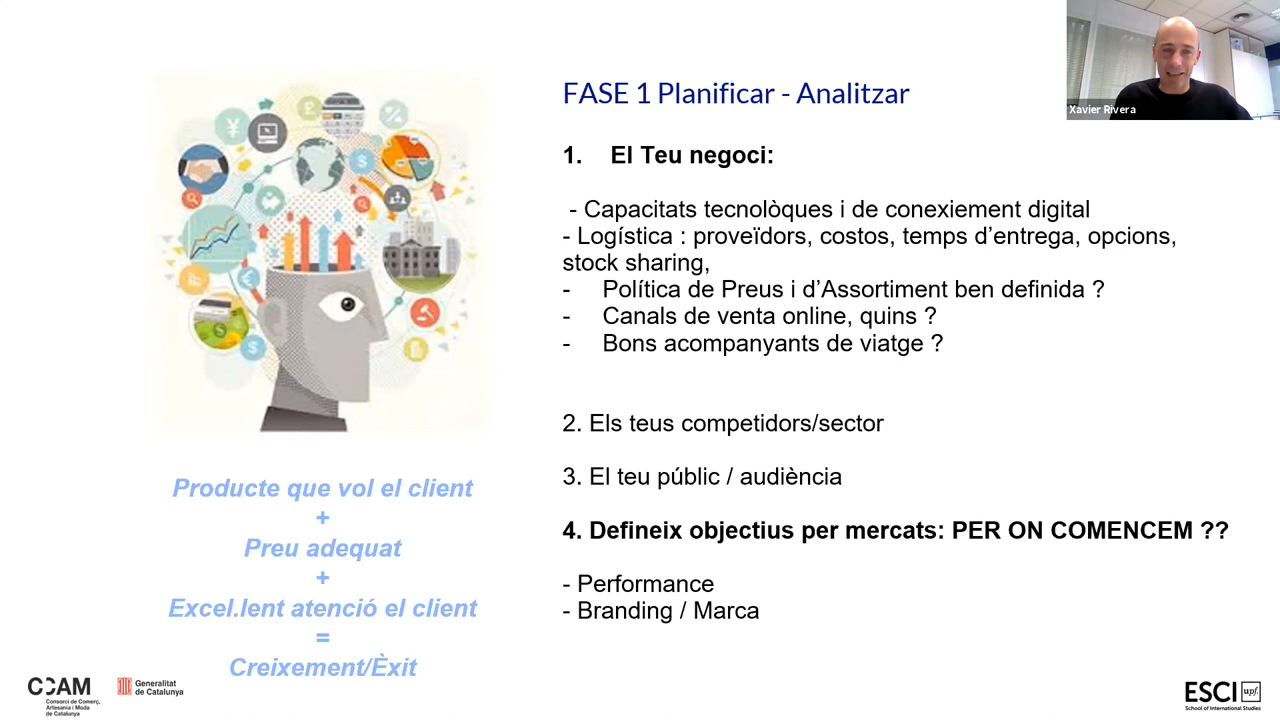 FASE 1 Planificar - Analitzar
Xavier Rivera
1. El Teu negoci:
- Capacitats tecnolòques i de conexiement digital
- Logística : proveïdors, costos, temps d’entrega, opcions,
stock sharing,
- Política de Preus i d’Assortiment ben definida ?
- Canals de venta online, quins ?
- Bons acompanyants de viatge ?
2. Els teus competidors/sector
3. El teu públic / audiència
4. Defineix objectius per mercats: PER ON COMENCEM ??
- Performance
- Branding / Marca
Producte que vol el client
+
Preu adequat
+
Excel.lent atenció el client
=
Creixement/Èxit
CCAM
Consorci de Comerç,
Artesania i Moda
de Catalunya
Generalitat
de Catalunya
ESCI upf.
School of International Studies